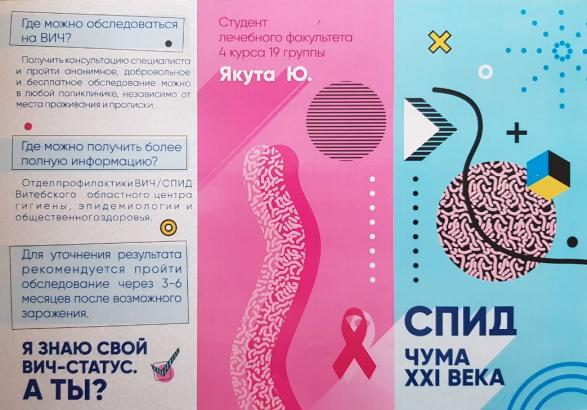 Где можно обследоваться
на ВИЧ?
Получить консультацию специалиста
и пройти анонимное, добровольное
и бесплатное обследование можно
в любой поликлинике, независимо от
места проживания и прописки.
Где можно получить более
полную информацию?
Отдел профилактики ВИЧ/СПИД
Витебского областного центра
гигиены, эпидемиологии и
общественного здоровья.
Для уточнения результата
рекомендуется пройти
обследование через 3-6
месяцев после возможного
заражения.
Я ЗНАЮ СВОЙ
ВИЧ-СТАТУС.
А ТЫ?
Студент
лечебного факультета
4 курса 19 группы
Якута Ю.
СПИД
ЧУМА
XXI ВЕКА